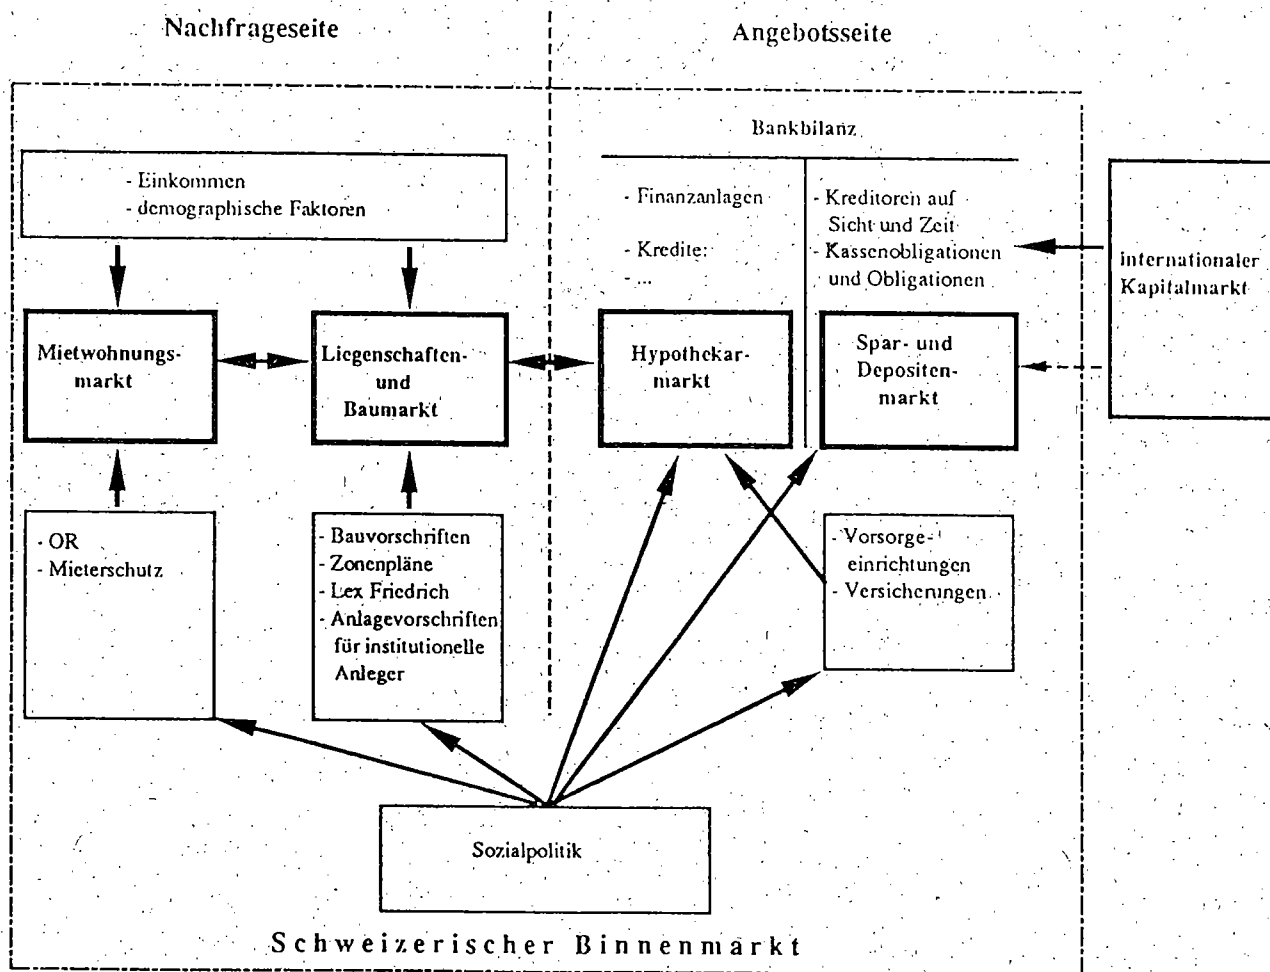 Nachfrageseite
Angebotsseite
Bankbilanz
- Einkommen
- demographische Faktoren
- Finanzanlagen
- Kredite:
- ...
- Kreditoren auf
Sicht und Zeit
- Kassenobligationen
und Obligationen
internationaler
Kapitalmarkt
Mietwohnungs-
markt
Liegenschaften-
und
Baumarkt
Hypothekar-
markt
Spar- und
Depositen-
markt
- OR
- Mieterschutz
- Bauvorschriften
- Zonenpläne
- Lex Friedrich
- Anlagevorschriften
für institutionelle
Anleger
- Vorsorge-
einrichtungen
- Versicherungen
Sozialpolitik
Schweizerischer Binnenmarkt